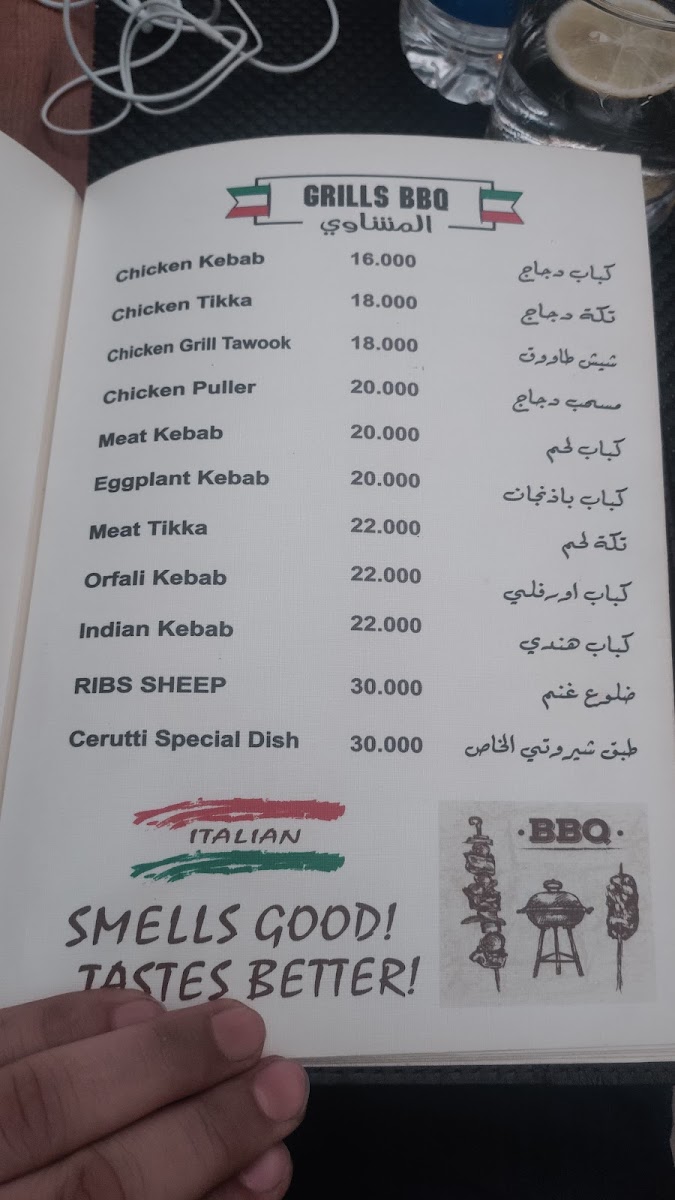 GRILLS BBQ
المشاوي
Chicken Kebab 16.000 كباب دجاج
Chicken Tikka 18.000 تكة دجاج
Chicken Grill Tawook 18.000 شيش طاووق
Chicken Puller 20.000 مسحب دجاج
Meat Kebab 20.000 كباب لحم
Eggplant Kebab 20.000 كباب باذنجان
Meat Tikka 22.000 تكة لحم
Orfali Kebab 22.000 كباب اورفلي
Indian Kebab 22.000 كباب هندي
RIBS SHEEP 30.000 ضلوع غنم
Cerutti Special Dish 30.000 طبق شيروتي الخاص
ITALIAN
SMELLS GOOD!
TASTES BETTER!
·BBQ·